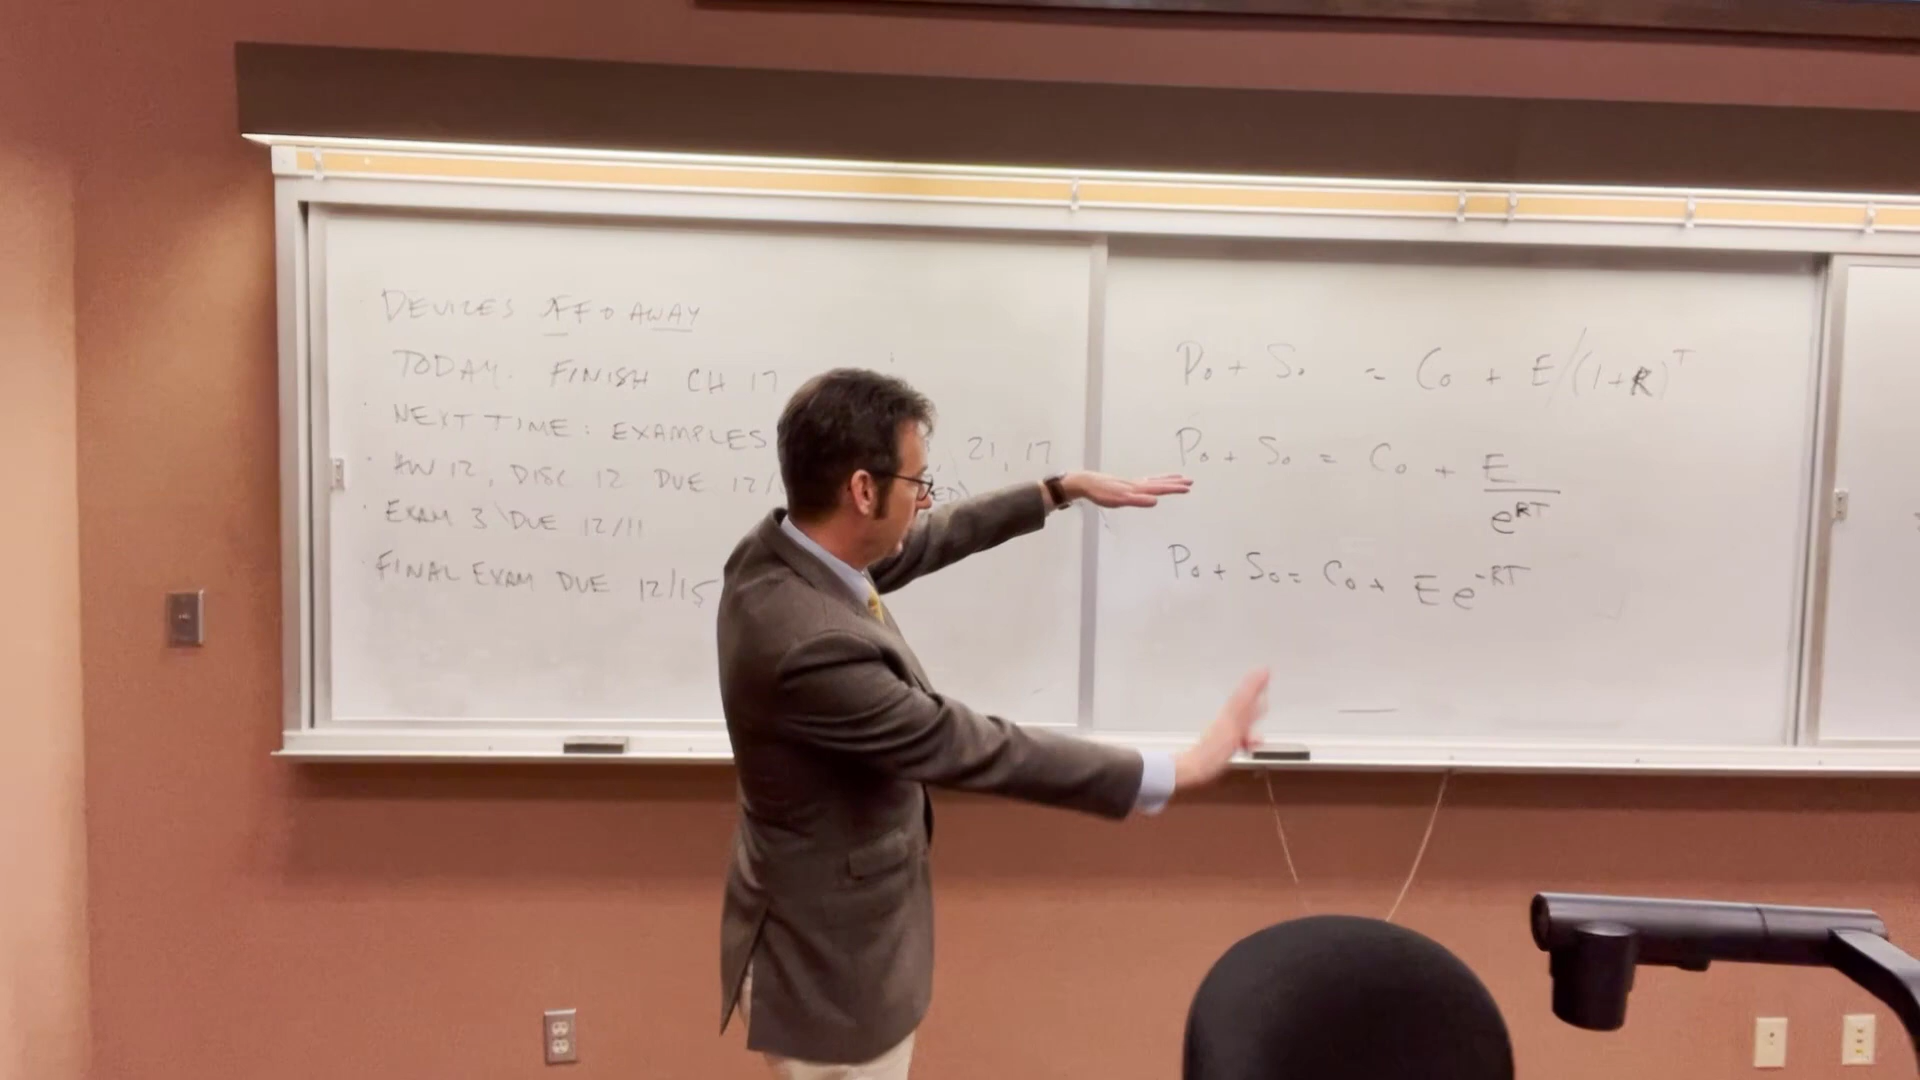 DEVICES OFF & AWAY
TODAY: FINISH CH 17
NEXT TIME: EXAMPLES 21, 17
HW 12, DISC 12 DUE 12/
EXAM 3 DUE 12/11
FINAL EXAM DUE 12/15
P₀ + S₀ = C₀ + E/(1+R)^T
P₀ + S₀ = C₀ + E
e^RT
P₀ + S₀ = C₀ + E e^-RT